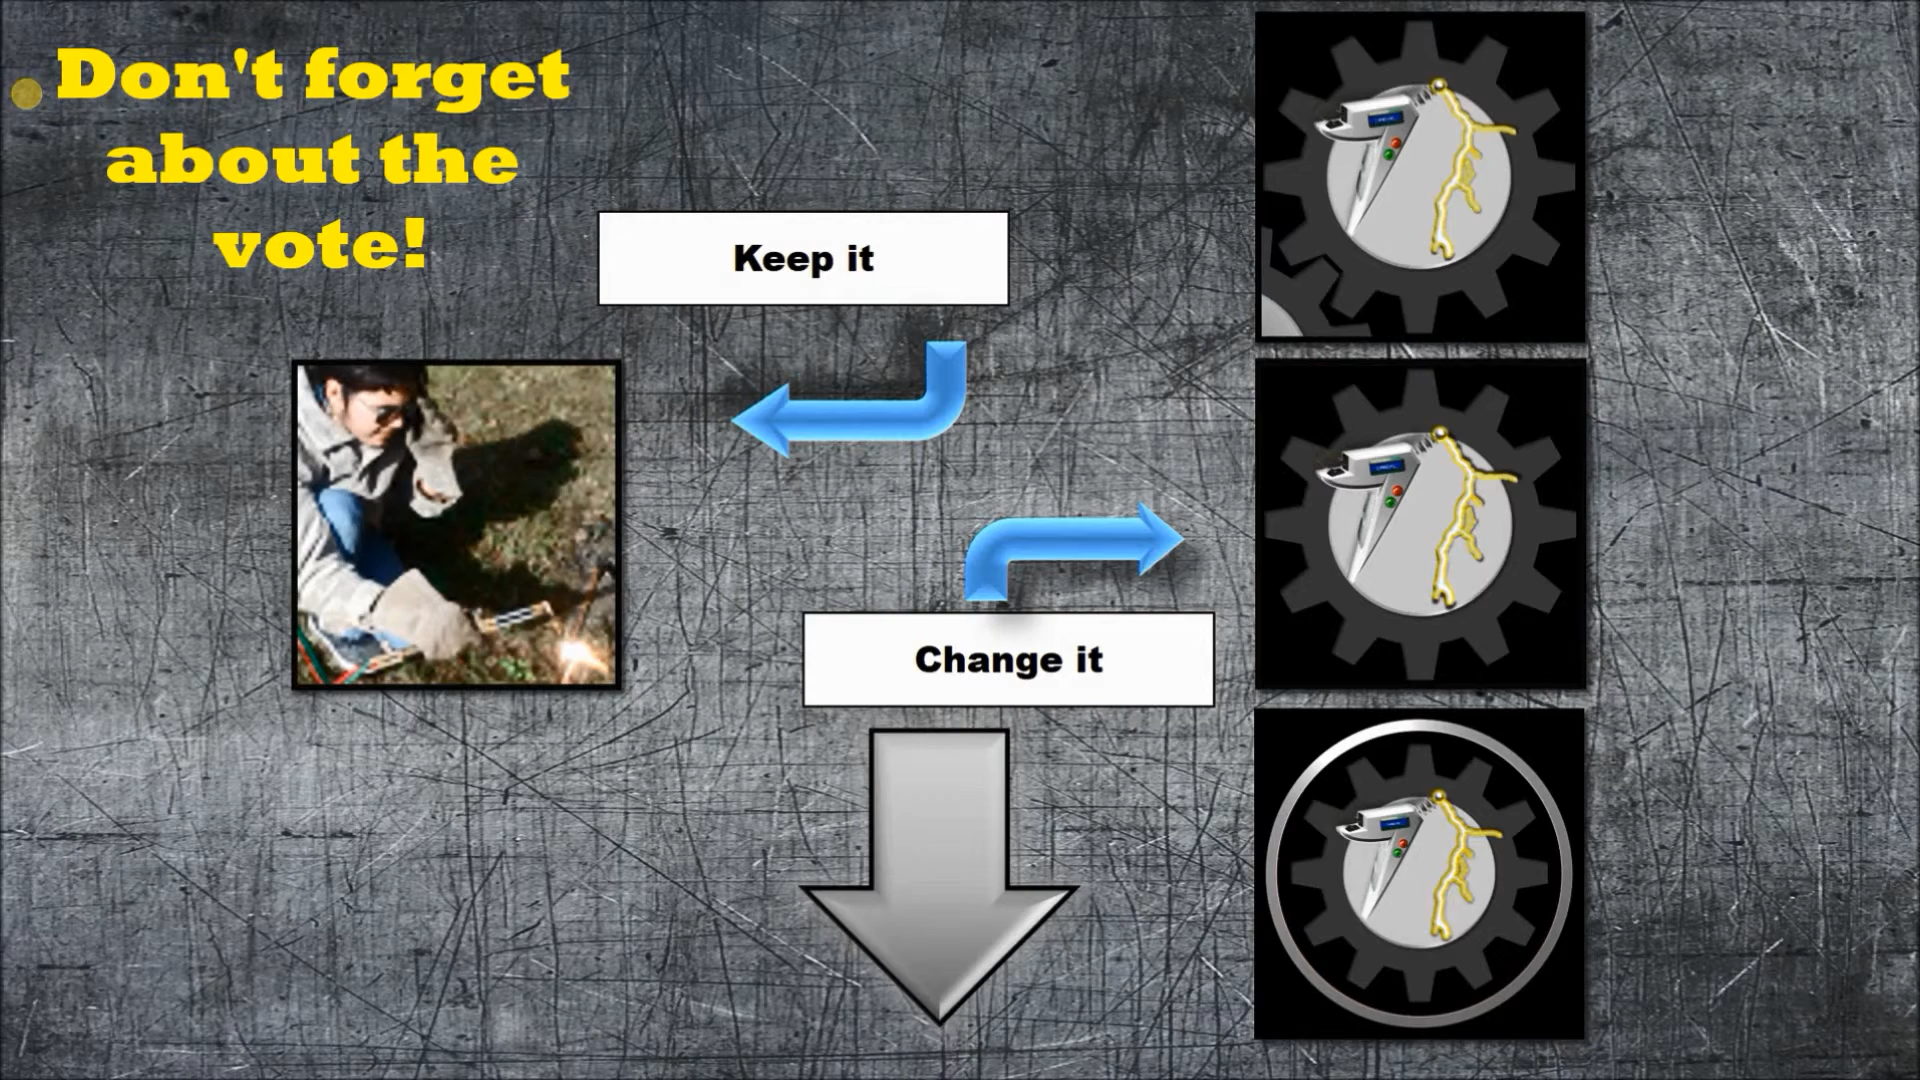 Don't forget
about the
vote!
Keep it
Change it